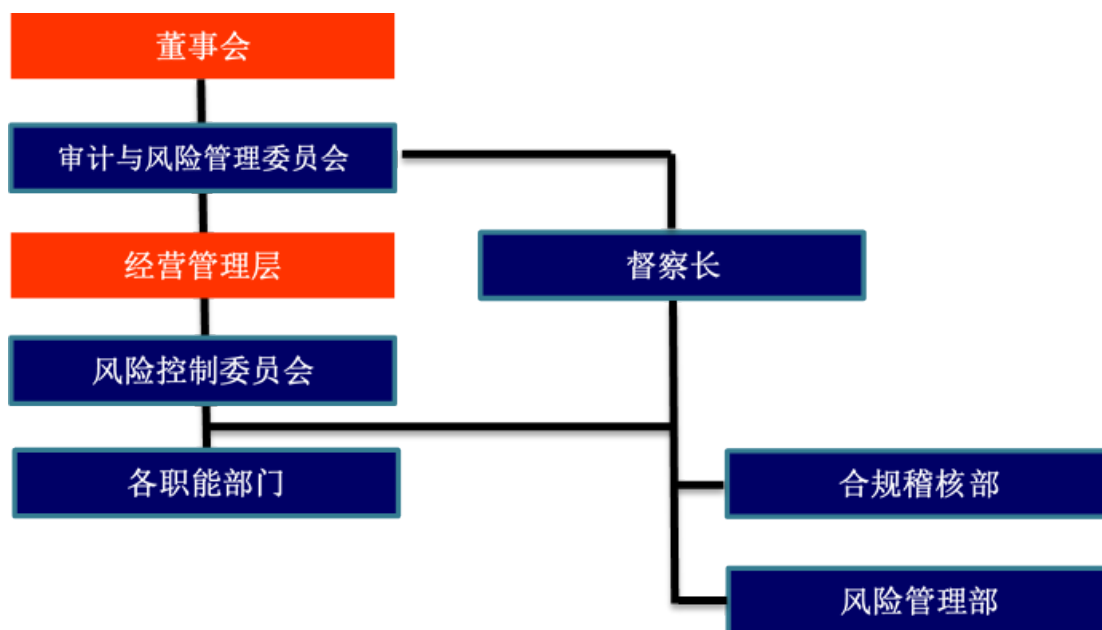 董事会
审计与风险管理委员会
经营管理层
督察长
风险控制委员会
各职能部门
合规稽核部
风险管理部